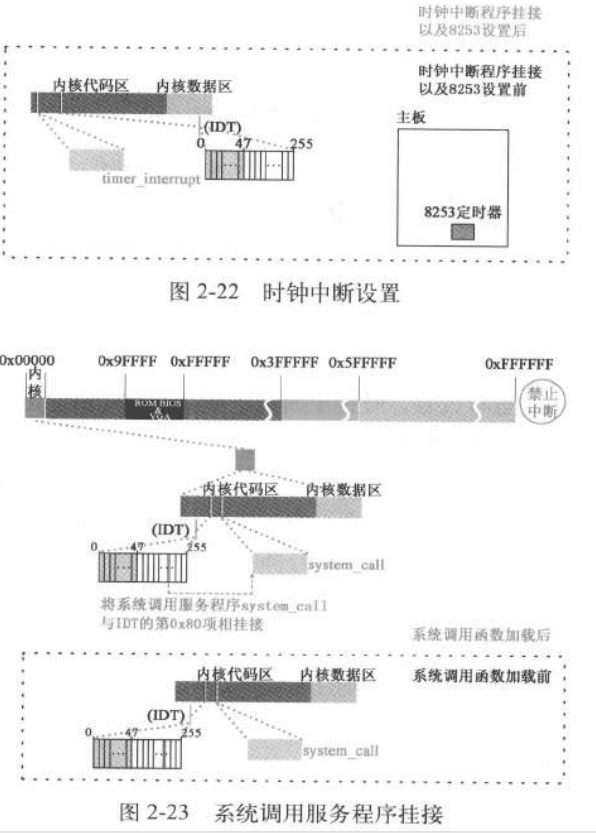 时钟中断程序挂接
以及8253设置后
时钟中断程序挂接
以及8253设置前
内核代码区 内核数据区
主板
(IDT)
0 47 255
timer_interrupt
8253定时器
图 2-22 时钟中断设置
0x00000 0x9FFFF 0xFFFFF 0x3FFFFF 0x5FFFFF 0xFFFFFF
内
核
ROM BIOS
&
VGA
禁止
中断
内核代码区 内核数据区
(IDT)
0 47 255
system_call
将系统调用服务程序system_call
与IDT的第0x80项相挂接
系统调用函数加载后
内核代码区 内核数据区 系统调用函数加载前
(IDT)
0 47 255
system_call
图 2-23 系统调用服务程序挂接